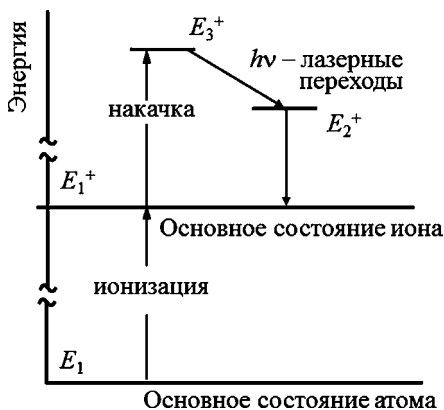 Энергия
E₃⁺
hν – лазерные
переходы
накачка
E₂⁺
E₁⁺
Основное состояние иона
ионизация
E₁
Основное состояние атома